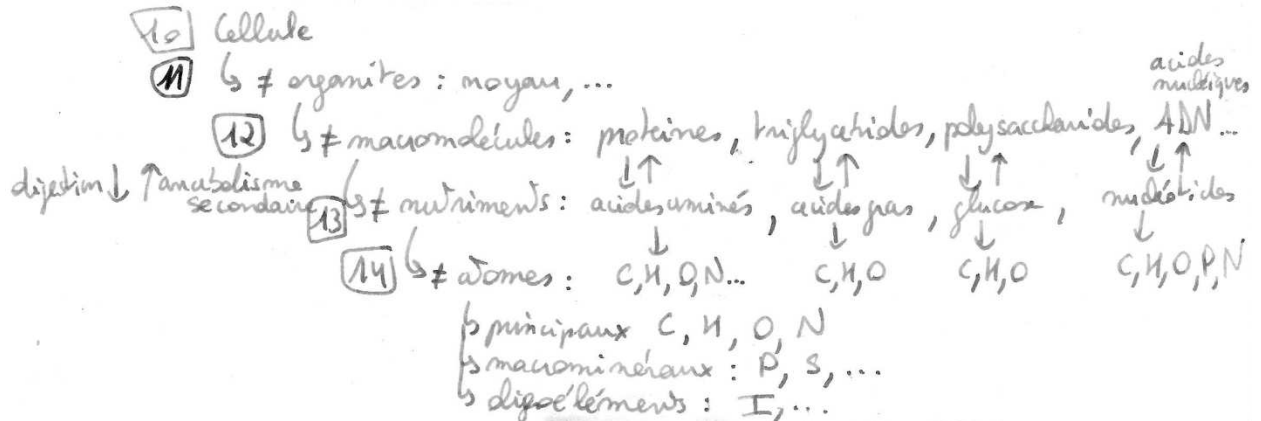 10 Cellule
11 ↳ ≠ organites : noyau, ...
acides nucléiques
12 ↳ ≠ macromolécules : protéines, triglycérides, polysaccharides, ADN...
digestion ↓ ↑ anabolisme secondaire
↓↑ ↓↑ ↓↑ ↓↑
13 ↳ ≠ nutriments : acides aminés, acides gras, glucose, nucléotides
↓ ↓ ↓ ↓
14 ↳ ≠ atomes : C,H,O,N... C,H,O C,H,O C,H,O,P,N
↳ principaux C, H, O, N
↳ macrominéraux : P, S, ...
↳ oligoéléments : I, ...